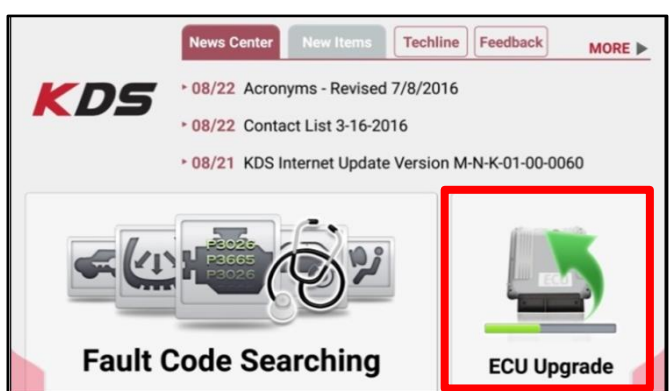 News Center New Items Techline Feedback MORE ▶
KDS
‣ 08/22 Acronyms - Revised 7/8/2016
‣ 08/22 Contact List 3-16-2016
‣ 08/21 KDS Internet Update Version M-N-K-01-00-0060
P3026
P3665
P3026
ECU
Fault Code Searching
ECU Upgrade